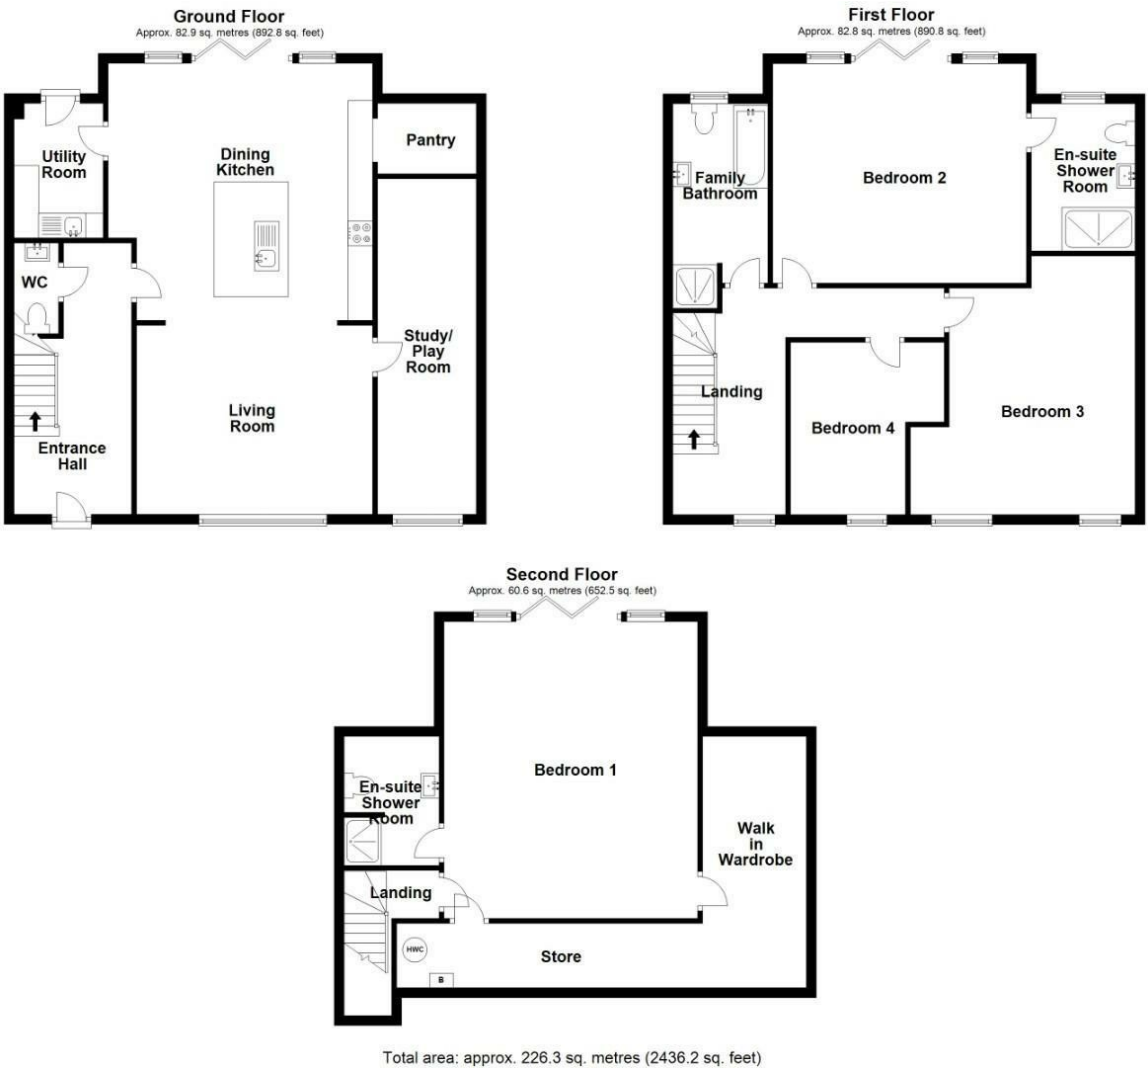 Ground Floor
Approx. 82.9 sq. metres (892.8 sq. feet)
Pantry
Utility
Room
Dining
Kitchen
WC
Study/
Play
Room
Living
Room
Entrance
Hall
First Floor
Approx. 82.8 sq. metres (890.8 sq. feet)
Family
Bathroom
Bedroom 2
En-suite
Shower
Room
Landing
Bedroom 4
Bedroom 3
Second Floor
Approx. 60.6 sq. metres (652.5 sq. feet)
Bedroom 1
En-suite
Shower
Room
Walk
in
Wardrobe
Landing
HWC
Store
B
Total area: approx. 226.3 sq. metres (2436.2 sq. feet)